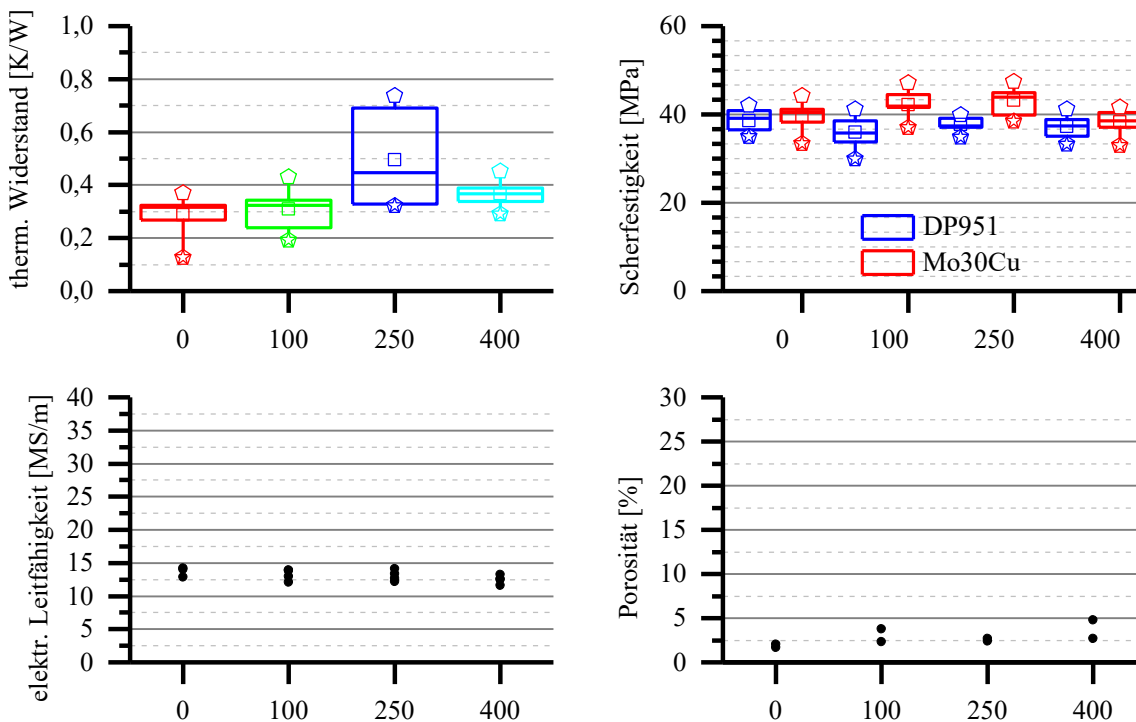 therm. Widerstand [K/W]
1,0
0,8
0,6
0,4
0,2
0,0
0 100 250 400
Scherfestigkeit [MPa]
60
40
20
0
DP951
Mo30Cu
0 100 250 400
elektr. Leitfähigkeit [MS/m]
40
35
30
25
20
15
10
5
0
0 100 250 400
Porosität [%]
30
25
20
15
10
5
0
0 100 250 400